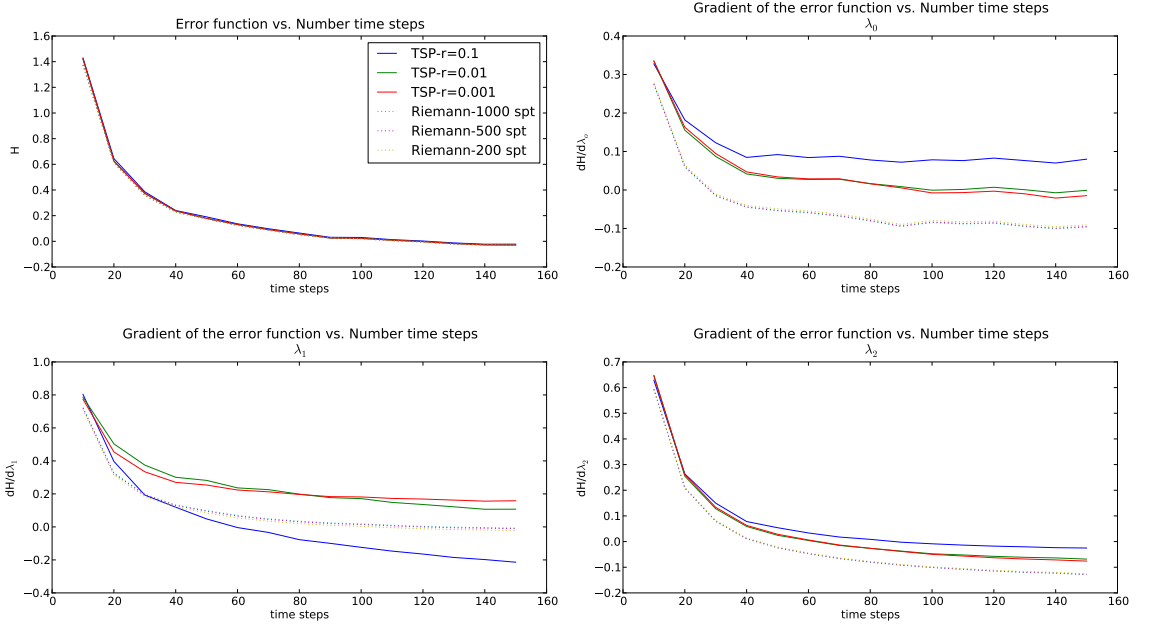 Error function vs. Number time steps
H
1.6
1.4
1.2
1.0
0.8
0.6
0.4
0.2
0.0
−0.2
0 20 40 60 80 100 120 140 160
time steps
TSP-r=0.1
TSP-r=0.01
TSP-r=0.001
Riemann-1000 spt
Riemann-500 spt
Riemann-200 spt
Gradient of the error function vs. Number time steps
λ₀
dH/dλₒ
0.4
0.3
0.2
0.1
0.0
−0.1
−0.2
0 20 40 60 80 100 120 140 160
time steps
Gradient of the error function vs. Number time steps
λ₁
dH/dλ₁
1.0
0.8
0.6
0.4
0.2
0.0
−0.2
−0.4
0 20 40 60 80 100 120 140 160
time steps
Gradient of the error function vs. Number time steps
λ₂
dH/dλ₂
0.7
0.6
0.5
0.4
0.3
0.2
0.1
0.0
−0.1
−0.2
0 20 40 60 80 100 120 140 160
time steps